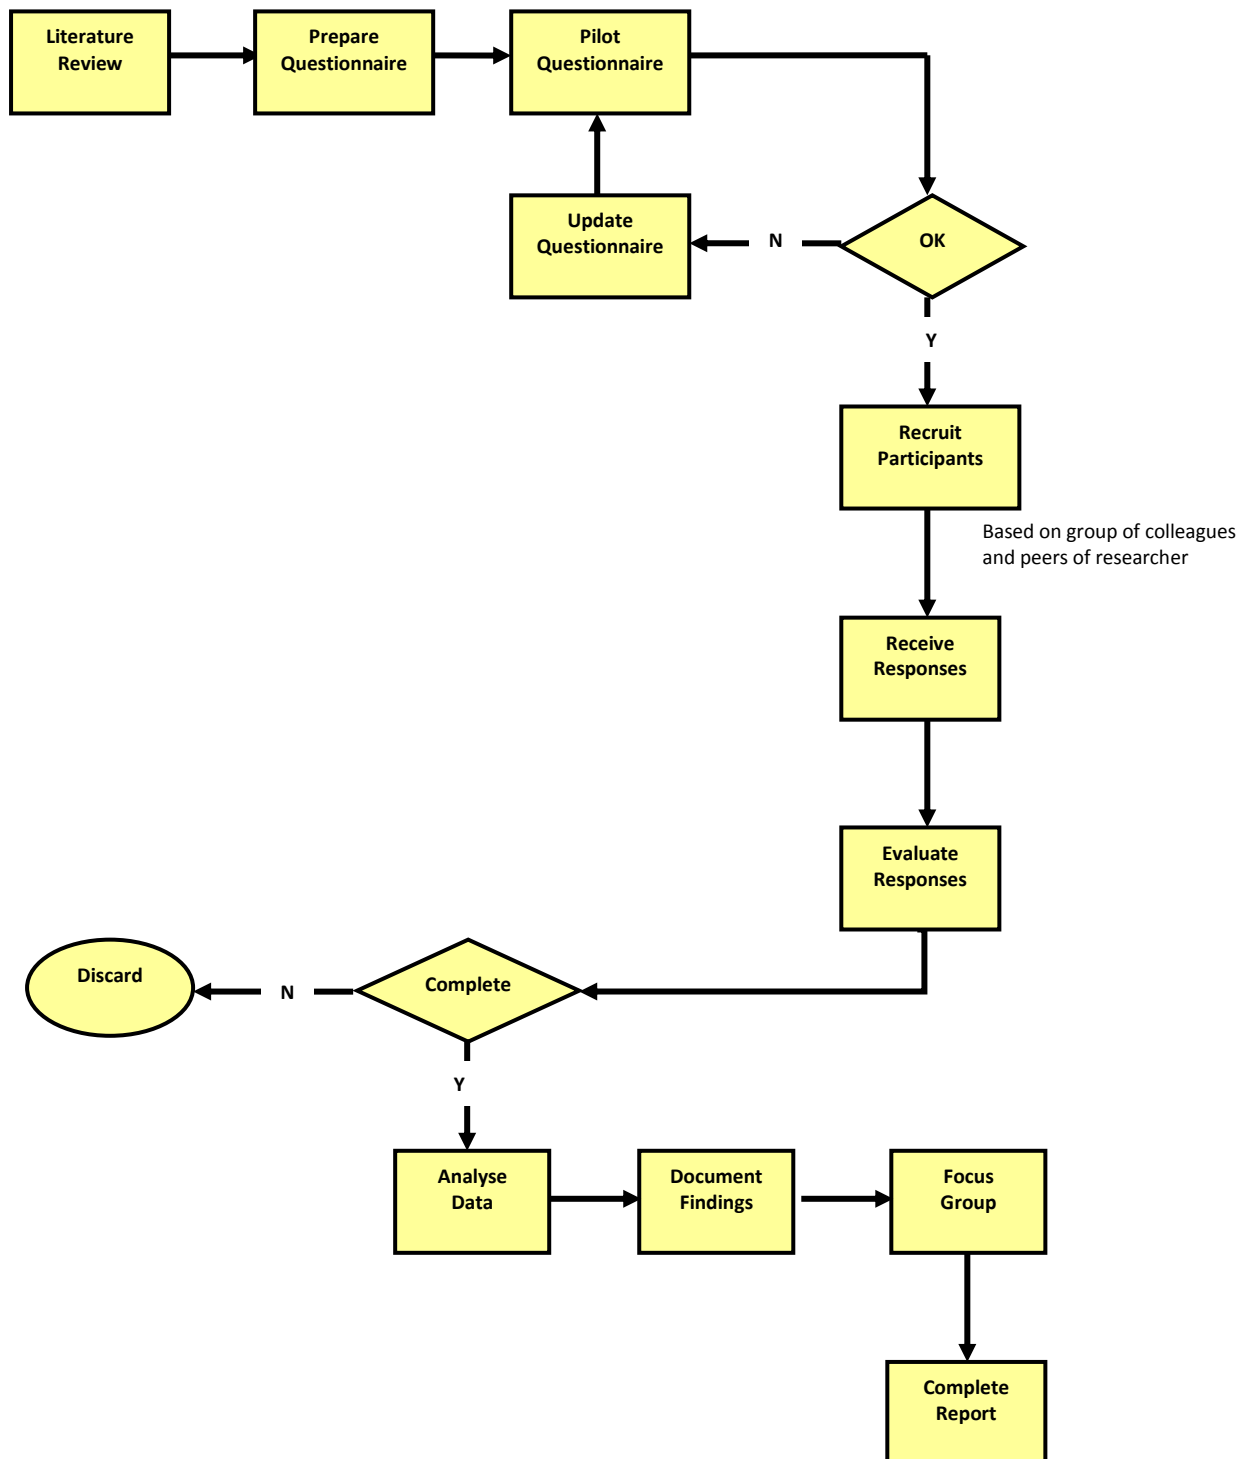 Literature
Review
Prepare
Questionnaire
Pilot
Questionnaire
Update
Questionnaire
N
OK
Y
Recruit
Participants
Based on group of colleagues
and peers of researcher
Receive
Responses
Evaluate
Responses
Discard
N
Complete
Y
Analyse
Data
Document
Findings
Focus
Group
Complete
Report